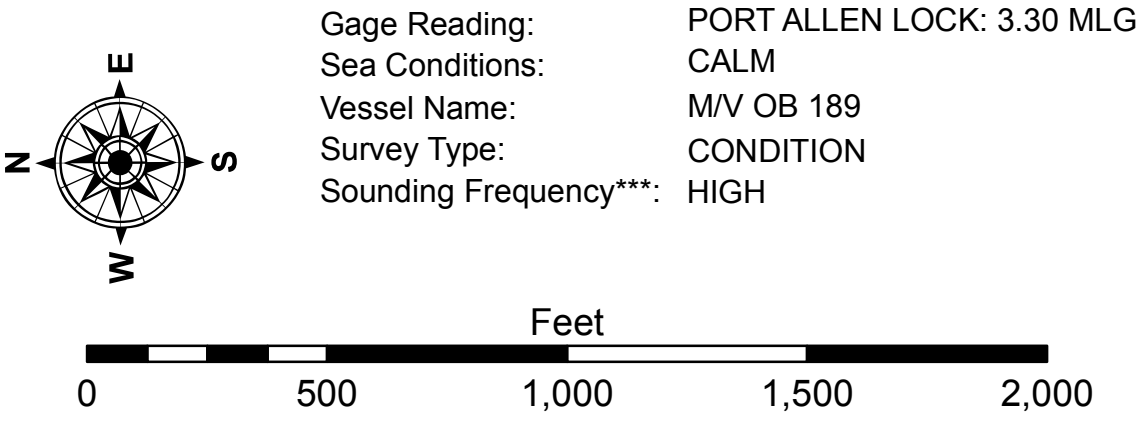 Gage Reading: PORT ALLEN LOCK: 3.30 MLG
Sea Conditions: CALM
Vessel Name: M/V OB 189
Survey Type: CONDITION
Sounding Frequency***: HIGH
E
N S
W
Feet
0 500 1,000 1,500 2,000